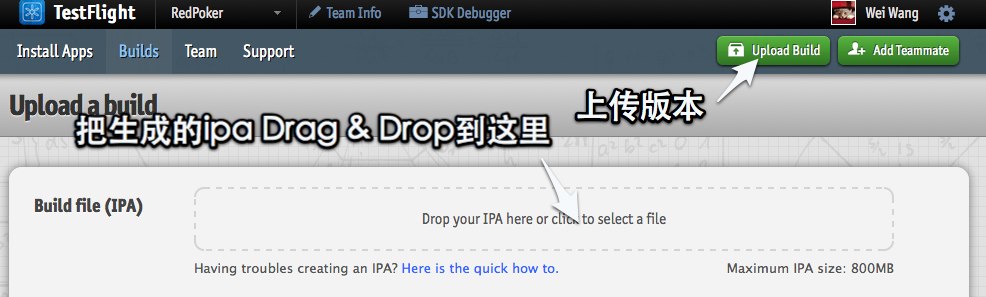 TestFlight RedPoker Team Info SDK Debugger Wei Wang
Install Apps Builds Team Support Upload Build Add Teammate
Upload a build
上传版本
把生成的ipa Drag & Drop到这里
Build file (IPA)
Drop your IPA here or click to select a file
Having troubles creating an IPA? Here is the quick how to. Maximum IPA size: 800MB